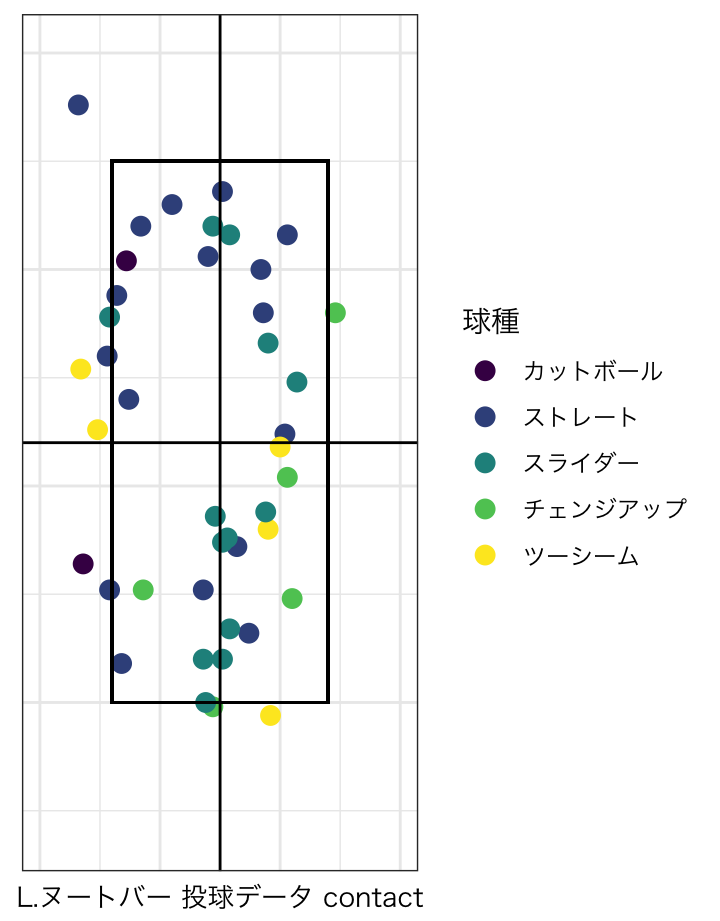 球種
カットボール
ストレート
スライダー
チェンジアップ
ツーシーム
L.ヌートバー 投球データ contact